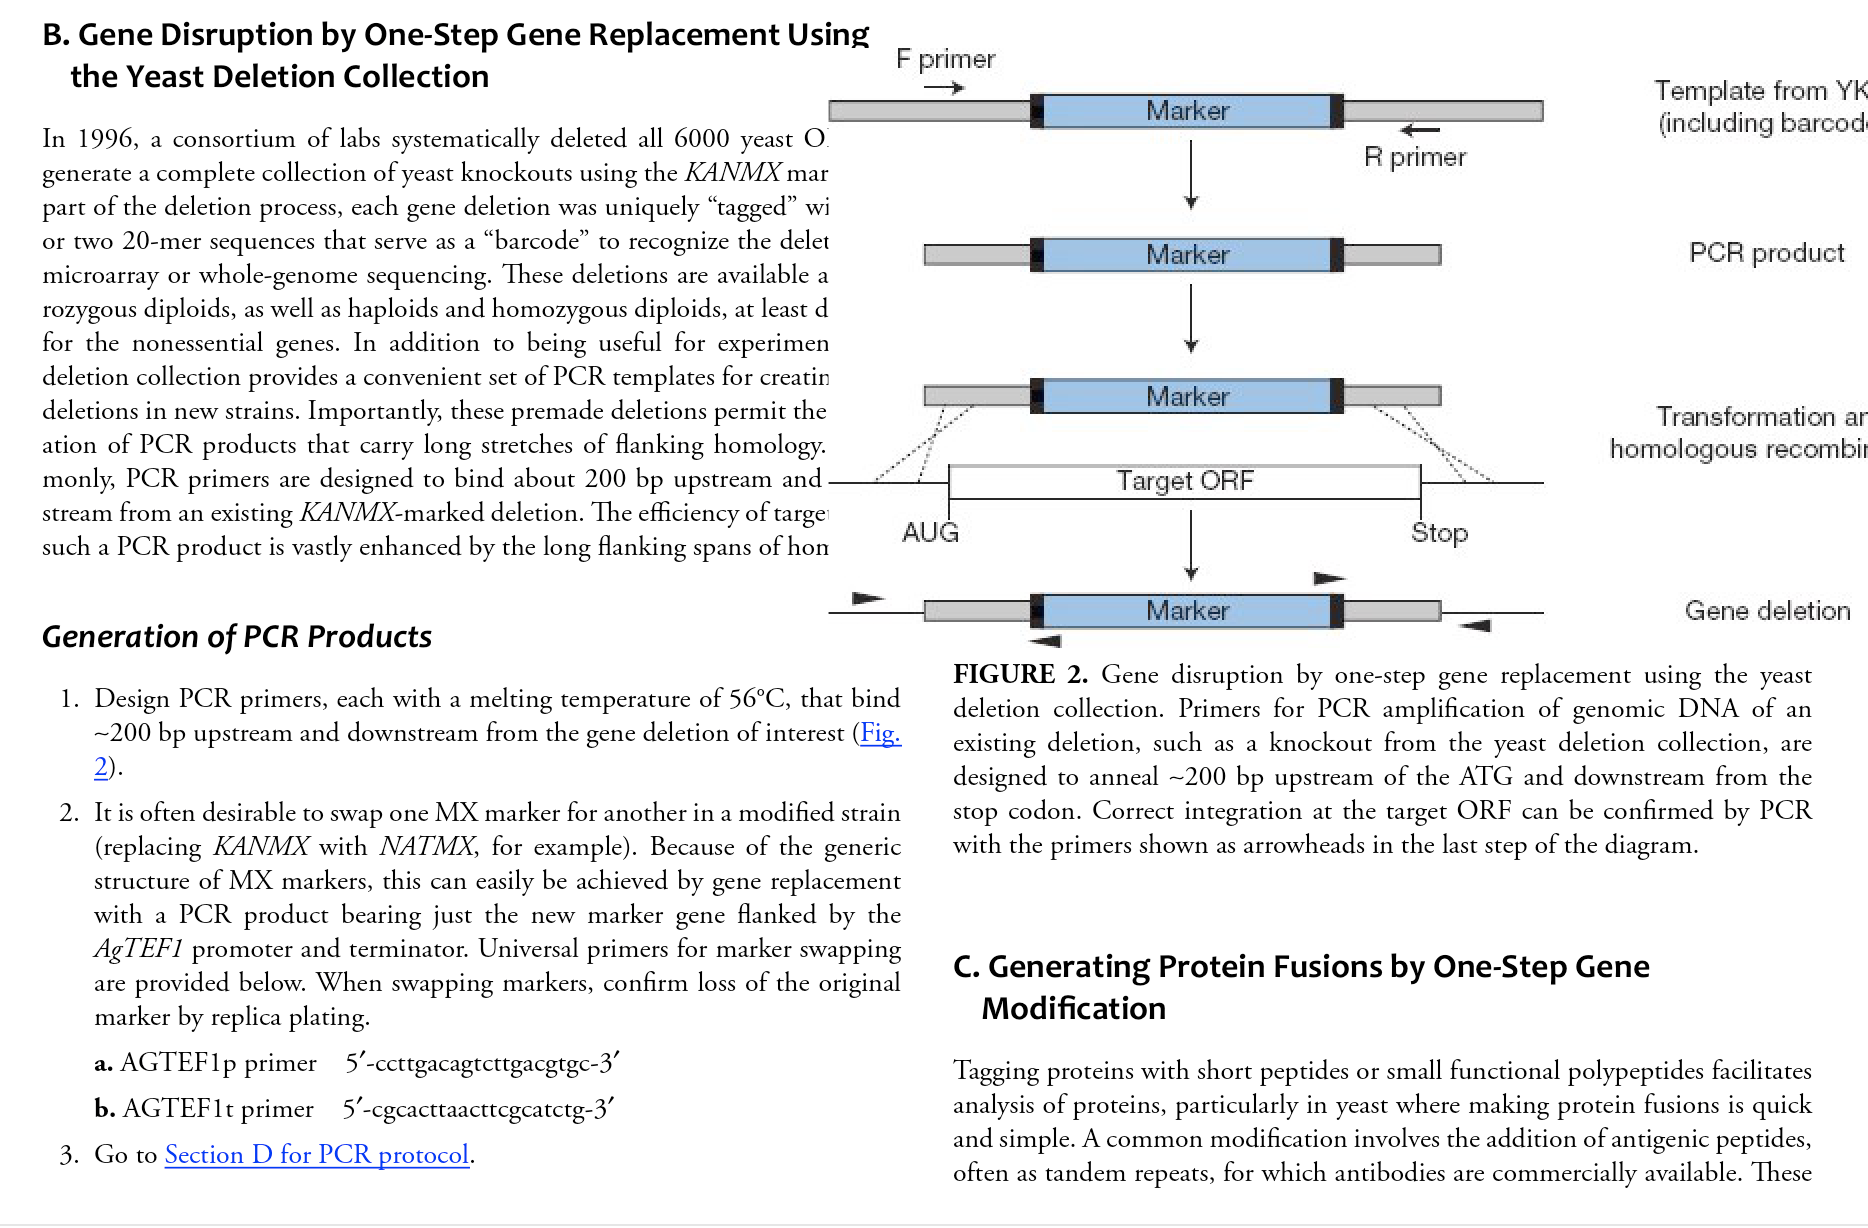 B. Gene Disruption by One-Step Gene Replacement Using
the Yeast Deletion Collection
In 1996, a consortium of labs systematically deleted all 6000 yeast
generate a complete collection of yeast knockouts using the KANMX mar
part of the deletion process, each gene deletion was uniquely “tagged” wi
or two 20-mer sequences that serve as a “barcode” to recognize the delet
microarray or whole-genome sequencing. These deletions are available a
rozygous diploids, as well as haploids and homozygous diploids, at least d
for the nonessential genes. In addition to being useful for experimen
deletion collection provides a convenient set of PCR templates for creatin
deletions in new strains. Importantly, these premade deletions permit the
ation of PCR products that carry long stretches of flanking homology.
monly, PCR primers are designed to bind about 200 bp upstream and
stream from an existing KANMX-marked deletion. The efficiency of targe
such a PCR product is vastly enhanced by the long flanking spans of hom
Generation of PCR Products
1. Design PCR primers, each with a melting temperature of 56°C, that bind
~200 bp upstream and downstream from the gene deletion of interest (Fig.
2).
2. It is often desirable to swap one MX marker for another in a modified strain
(replacing KANMX with NATMX, for example). Because of the generic
structure of MX markers, this can easily be achieved by gene replacement
with a PCR product bearing just the new marker gene flanked by the
AgTEF1 promoter and terminator. Universal primers for marker swapping
are provided below. When swapping markers, confirm loss of the original
marker by replica plating.
a. AGTEF1p primer 5′-ccttgacagtcttgacgtgc-3′
b. AGTEF1t primer 5′-cgcacttaacttcgcatctg-3′
3. Go to Section D for PCR protocol.
F primer
Marker
R primer
Template from YK
(including barcod
Marker
PCR product
Marker
Transformation an
homologous recombin
Target ORF
AUG
Stop
Marker
Gene deletion
FIGURE 2. Gene disruption by one-step gene replacement using the yeast
deletion collection. Primers for PCR amplification of genomic DNA of an
existing deletion, such as a knockout from the yeast deletion collection, are
designed to anneal ~200 bp upstream of the ATG and downstream from the
stop codon. Correct integration at the target ORF can be confirmed by PCR
with the primers shown as arrowheads in the last step of the diagram.
C. Generating Protein Fusions by One-Step Gene
Modification
Tagging proteins with short peptides or small functional polypeptides facilitates
analysis of proteins, particularly in yeast where making protein fusions is quick
and simple. A common modification involves the addition of antigenic peptides,
often as tandem repeats, for which antibodies are commercially available. These